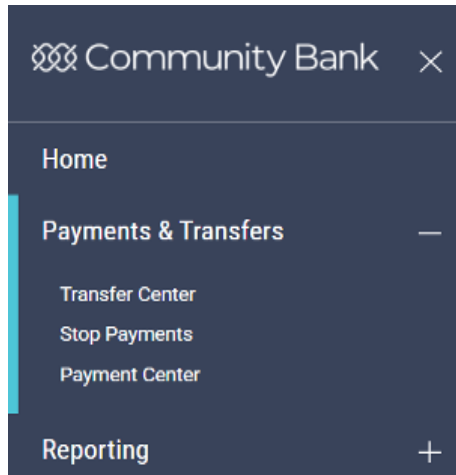 Community Bank
Home
Payments & Transfers
Transfer Center
Stop Payments
Payment Center
Reporting